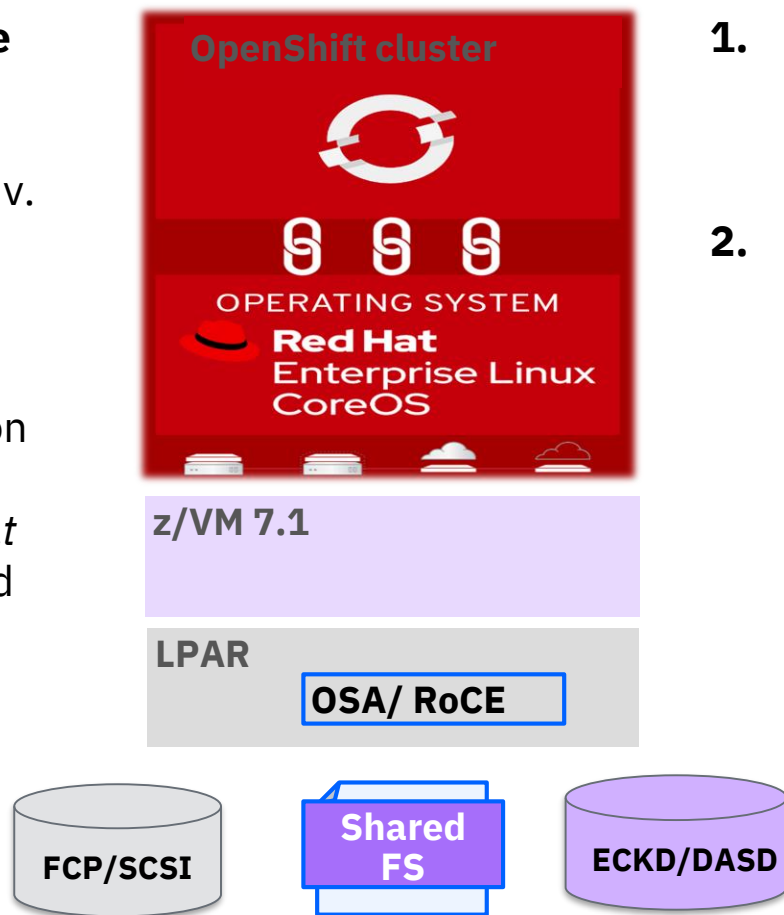 e
v.
on
t
d
OpenShift cluster
OPERATING SYSTEM
Red Hat
Enterprise Linux
CoreOS
z/VM 7.1
LPAR
OSA/ RoCE
FCP/SCSI
Shared
FS
ECKD/DASD
1.
2.